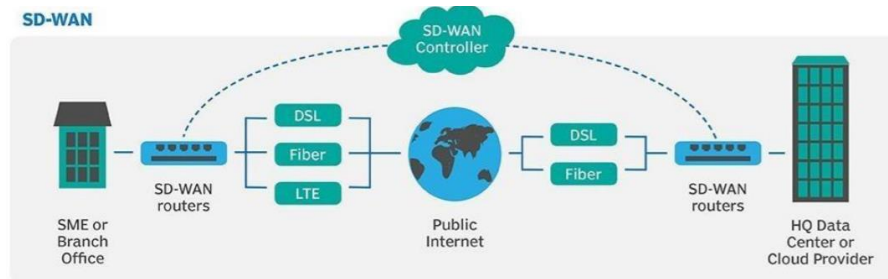 SD-WAN
SD-WAN
Controller
DSL
Fiber
LTE
DSL
Fiber
SD-WAN
routers
SD-WAN
routers
SME or
Branch
Office
Public
Internet
HQ Data
Center or
Cloud Provider